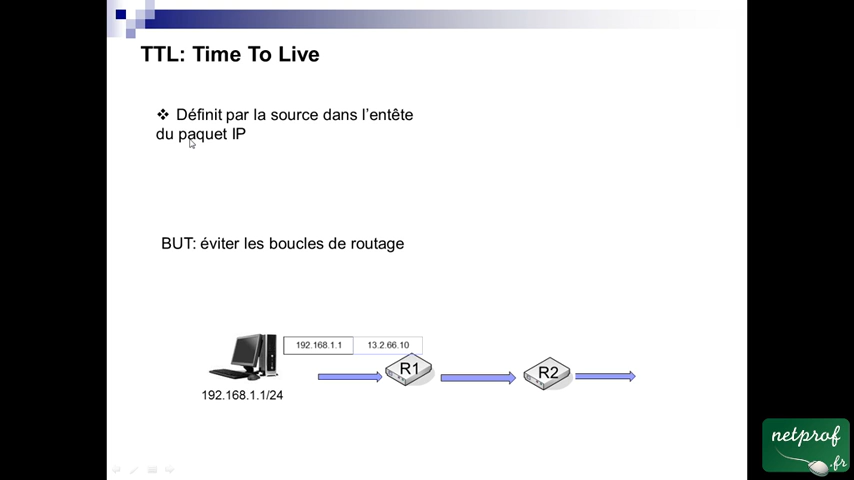 TTL: Time To Live
❖ Définit par la source dans l'entête
du paquet IP
BUT: éviter les boucles de routage
192.168.1.1 13.2.66.10
R1
R2
192.168.1.1/24
netprof
.fr